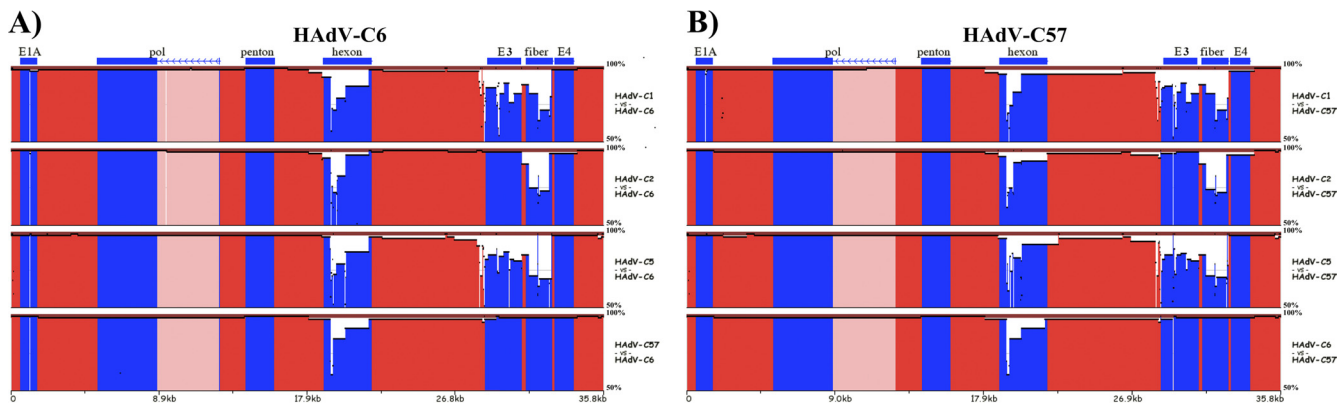 A)
HAdV-C6
E1A pol penton hexon E3 fiber E4
100%
HAdV-C1
- vs -
HAdV-C6
50%
100%
HAdV-C2
- vs -
HAdV-C6
50%
100%
HAdV-C5
- vs -
HAdV-C6
50%
100%
HAdV-C57
- vs -
HAdV-C6
50%
0 8.9kb 17.9kb 26.8kb 35.8kb
B)
HAdV-C57
E1A pol penton hexon E3 fiber E4
100%
HAdV-C1
- vs -
HAdV-C57
50%
100%
HAdV-C2
- vs -
HAdV-C57
50%
100%
HAdV-C5
- vs -
HAdV-C57
50%
100%
HAdV-C6
- vs -
HAdV-C57
50%
0 9.0kb 17.9kb 26.9kb 35.8kb